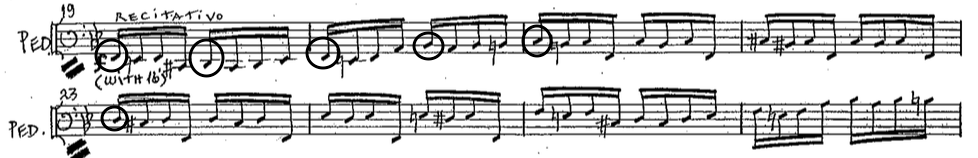 19
RECITATIVO
PED
(WITH 16')
23
PED.